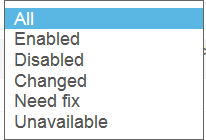 All
Enabled
Disabled
Changed
Need fix
Unavailable